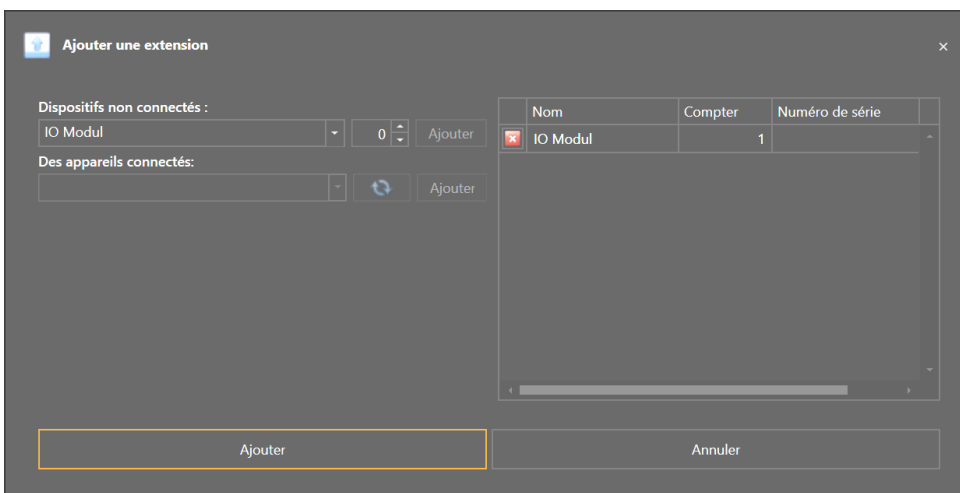 Ajouter une extension
Dispositifs non connectés :
IO Modul 0 Ajouter
Des appareils connectés:
Ajouter
Nom Compter Numéro de série
IO Modul 1
Ajouter Annuler